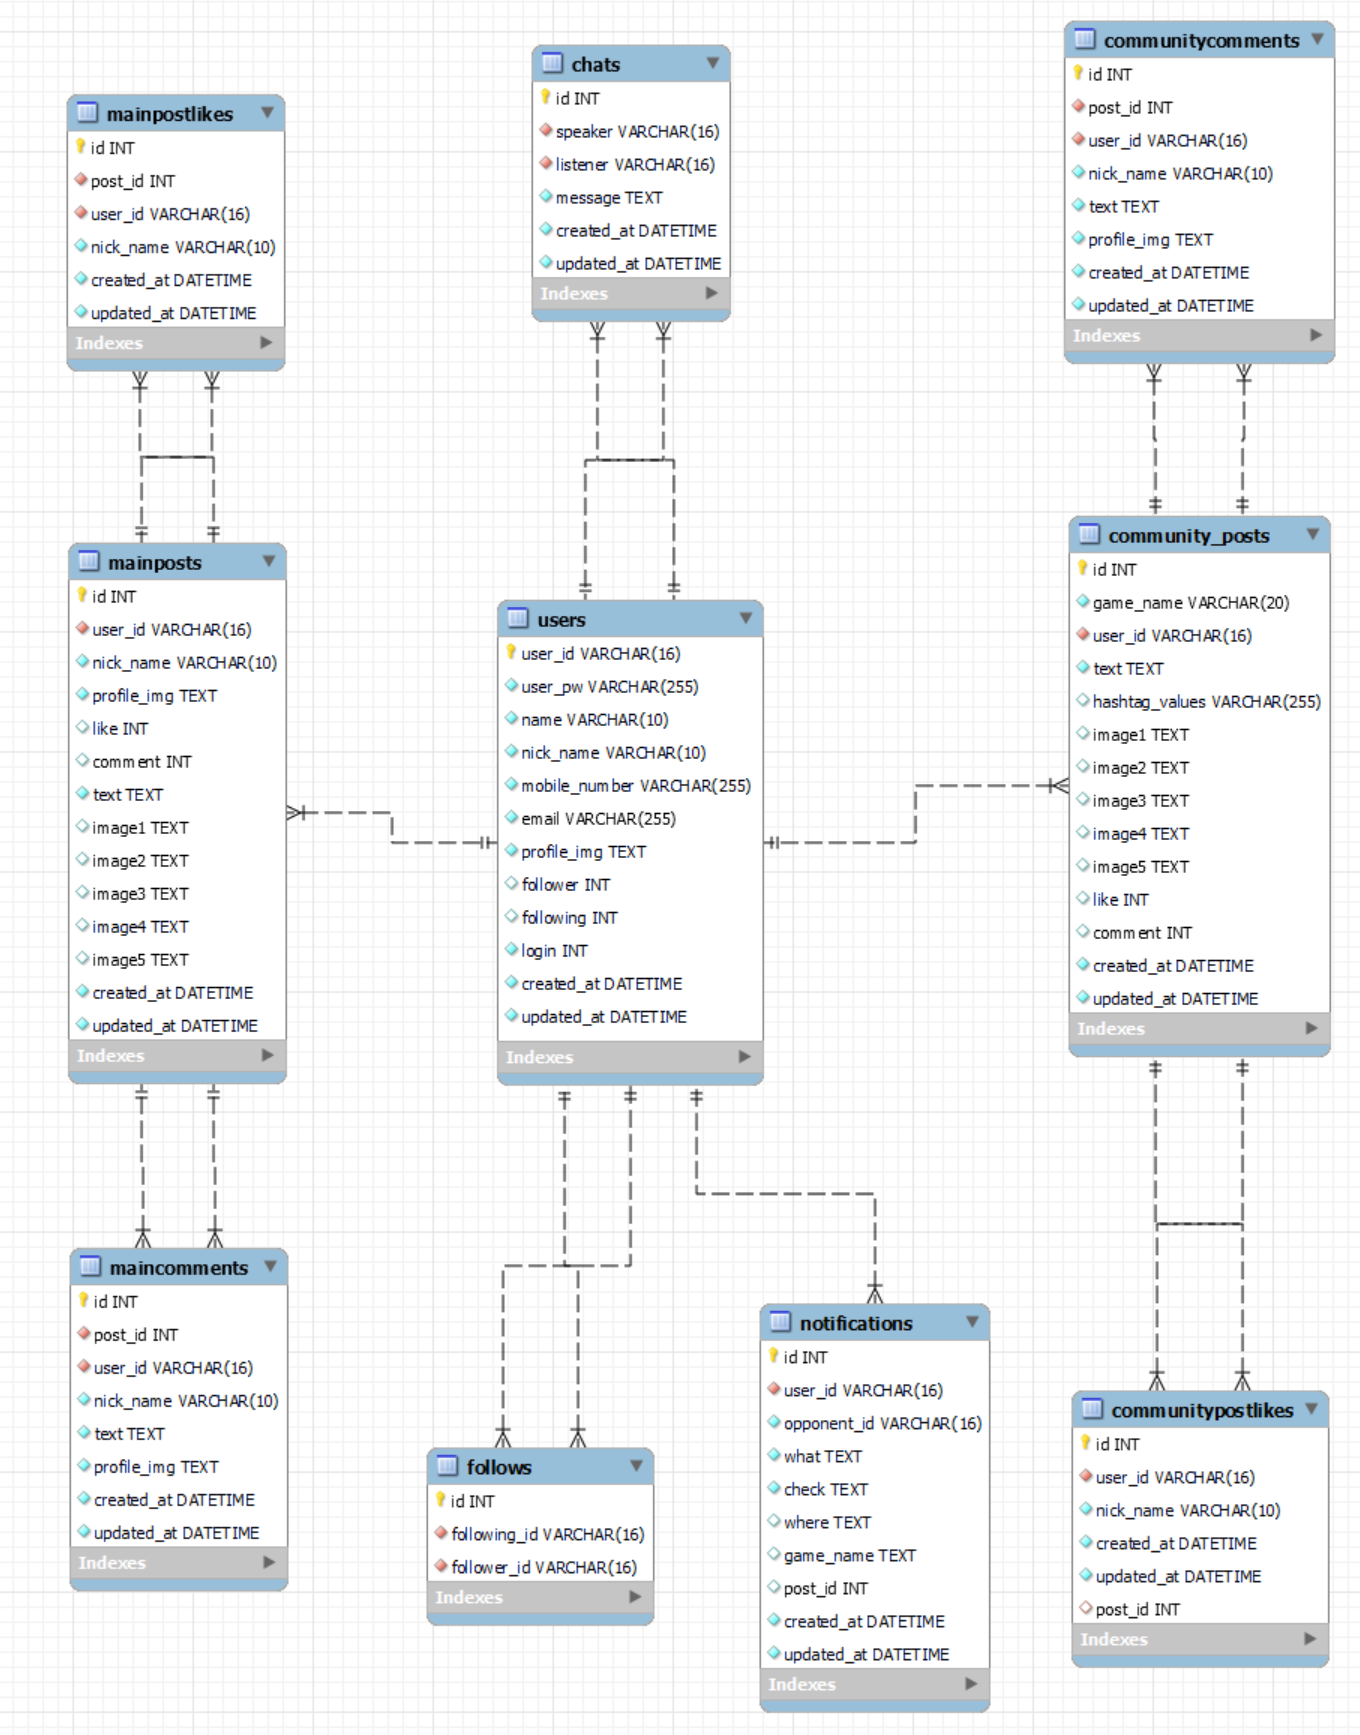 mainpostlikes
id INT
post_id INT
user_id VARCHAR(16)
nick_name VARCHAR(10)
created_at DATETIME
updated_at DATETIME
Indexes
chats
id INT
speaker VARCHAR(16)
listener VARCHAR(16)
message TEXT
created_at DATETIME
updated_at DATETIME
Indexes
communitycomments
id INT
post_id INT
user_id VARCHAR(16)
nick_name VARCHAR(10)
text TEXT
profile_img TEXT
created_at DATETIME
updated_at DATETIME
Indexes
mainposts
id INT
user_id VARCHAR(16)
nick_name VARCHAR(10)
profile_img TEXT
like INT
comment INT
text TEXT
image1 TEXT
image2 TEXT
image3 TEXT
image4 TEXT
image5 TEXT
created_at DATETIME
updated_at DATETIME
Indexes
users
user_id VARCHAR(16)
user_pw VARCHAR(255)
name VARCHAR(10)
nick_name VARCHAR(10)
mobile_number VARCHAR(255)
email VARCHAR(255)
profile_img TEXT
follower INT
following INT
login INT
created_at DATETIME
updated_at DATETIME
Indexes
community_posts
id INT
game_name VARCHAR(20)
user_id VARCHAR(16)
text TEXT
hashtag_values VARCHAR(255)
image1 TEXT
image2 TEXT
image3 TEXT
image4 TEXT
image5 TEXT
like INT
comment INT
created_at DATETIME
updated_at DATETIME
Indexes
maincomments
id INT
post_id INT
user_id VARCHAR(16)
nick_name VARCHAR(10)
text TEXT
profile_img TEXT
created_at DATETIME
updated_at DATETIME
Indexes
follows
id INT
following_id VARCHAR(16)
follower_id VARCHAR(16)
Indexes
notifications
id INT
user_id VARCHAR(16)
opponent_id VARCHAR(16)
what TEXT
check TEXT
where TEXT
game_name TEXT
post_id INT
created_at DATETIME
updated_at DATETIME
Indexes
communitypostlikes
id INT
user_id VARCHAR(16)
nick_name VARCHAR(10)
created_at DATETIME
updated_at DATETIME
post_id INT
Indexes